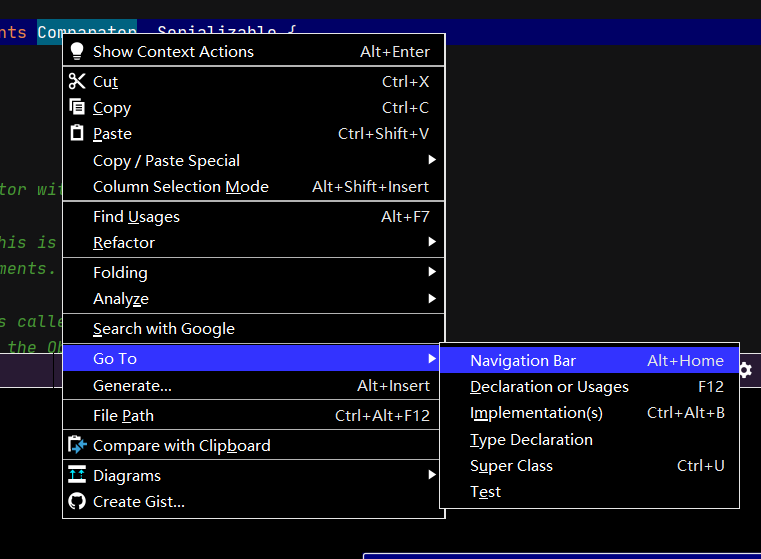 nts Comparator, Serializable {
Show Context Actions Alt+Enter
Cut Ctrl+X
Copy Ctrl+C
Paste Ctrl+Shift+V
Copy / Paste Special
Column Selection Mode Alt+Shift+Insert
tor wit
Find Usages Alt+F7
his is
Refactor
ments.
Folding
Analyze
s calle
Search with Google
the Ob
Go To
Navigation Bar Alt+Home
Generate... Alt+Insert
Declaration or Usages F12
File Path Ctrl+Alt+F12
Implementation(s) Ctrl+Alt+B
Compare with Clipboard
Type Declaration
Diagrams
Super Class Ctrl+U
Create Gist...
Test